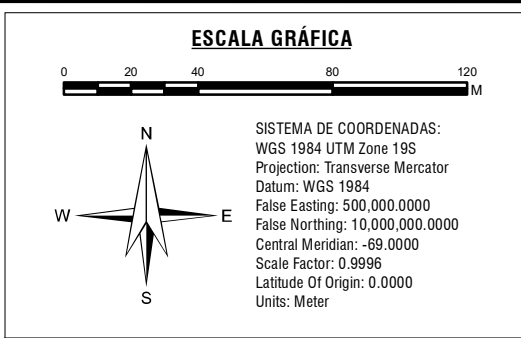 ESCALA GRÁFICA
0 20 40 80 120
M
N
W E
S
SISTEMA DE COORDENADAS:
WGS 1984 UTM Zone 19S
Projection: Transverse Mercator
Datum: WGS 1984
False Easting: 500,000.0000
False Northing: 10,000,000.0000
Central Meridian: -69.0000
Scale Factor: 0.9996
Latitude Of Origin: 0.0000
Units: Meter